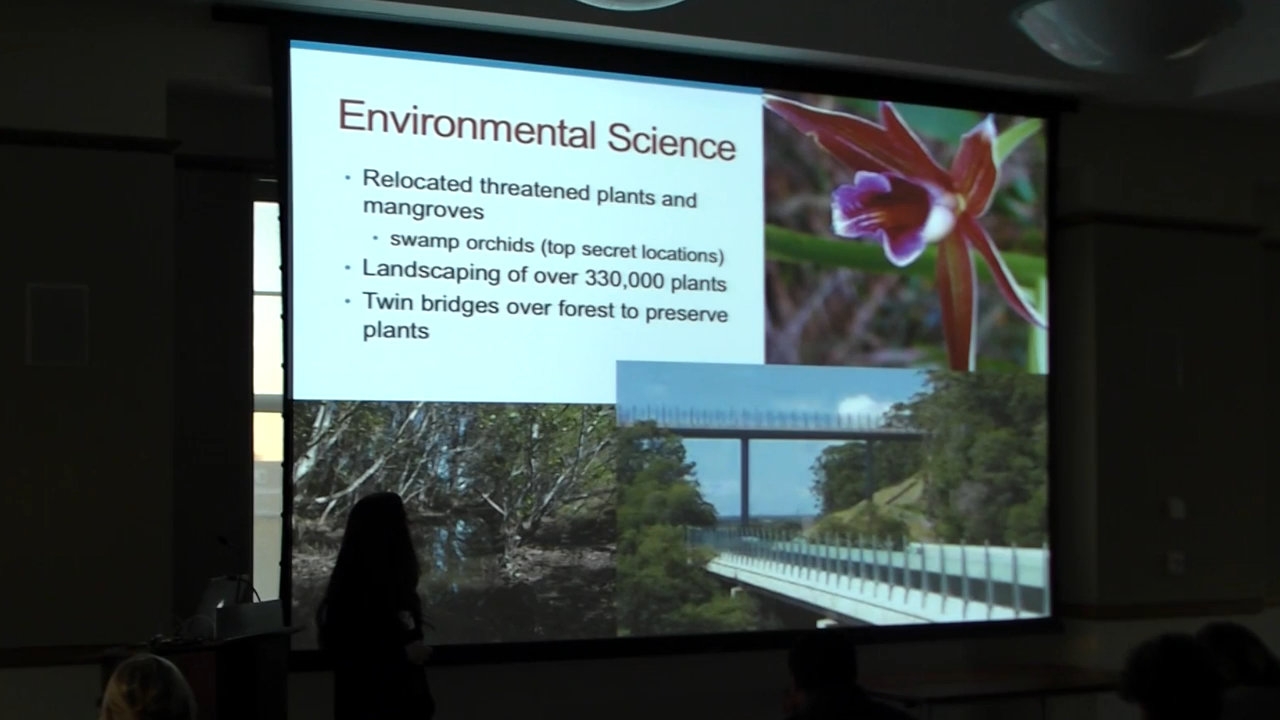 Environmental Science
• Relocated threatened plants and
mangroves
• swamp orchids (top secret locations)
• Landscaping of over 330,000 plants
• Twin bridges over forest to preserve
plants